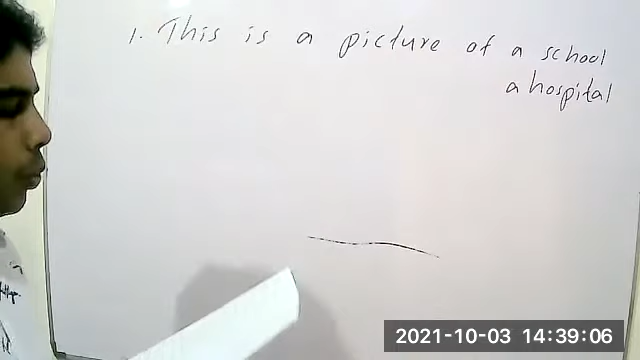 1. This is a picture of a school
a hospital
2021-10-03 14:39:06